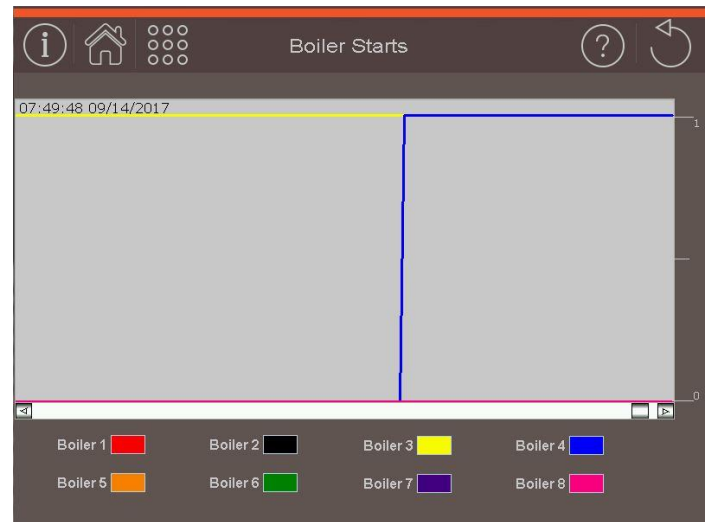 i Boiler Starts ?
07:49:48 09/14/2017
1
0
Boiler 1 Boiler 2 Boiler 3 Boiler 4
Boiler 5 Boiler 6 Boiler 7 Boiler 8